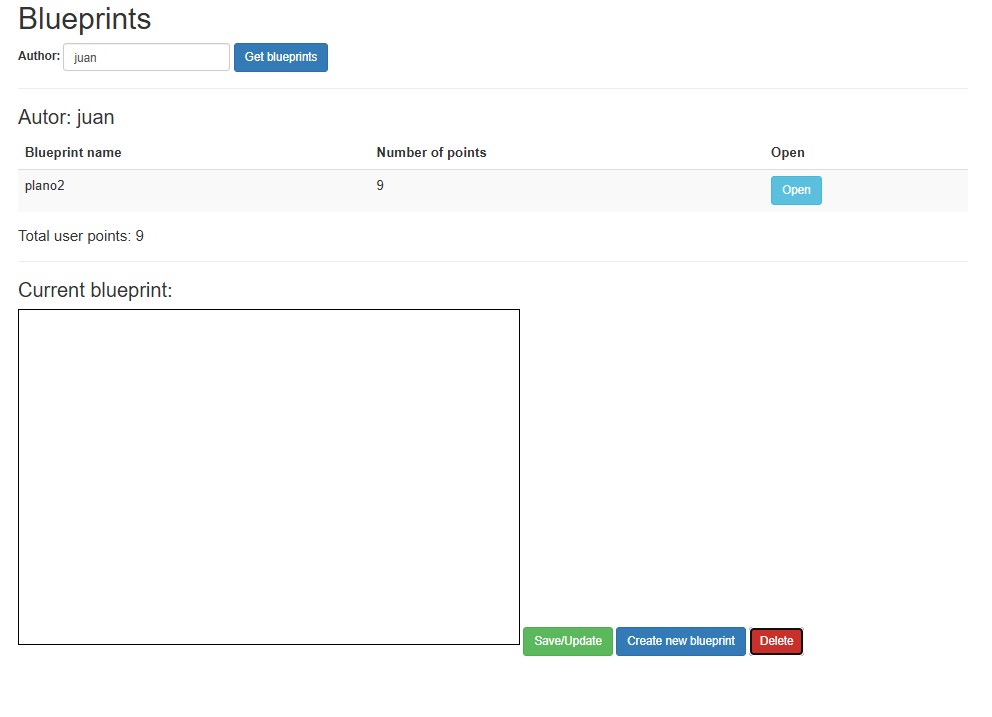 Blueprints
Author: juan Get blueprints
Autor: juan
Blueprint name Number of points Open
plano2 9 Open
Total user points: 9
Current blueprint:
Save/Update Create new blueprint Delete